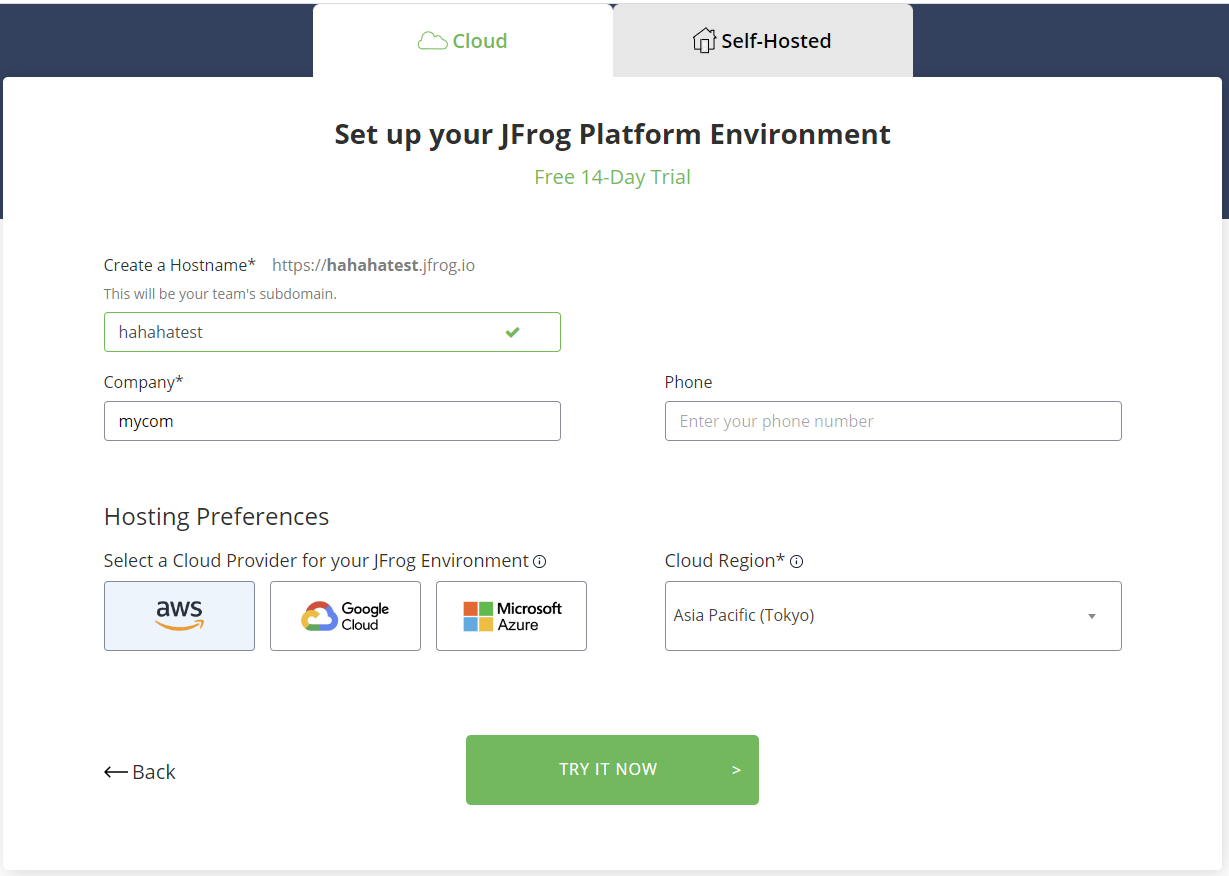 Cloud
Self-Hosted
Set up your JFrog Platform Environment
Free 14-Day Trial
Create a Hostname* https://hahahatest.jfrog.io
This will be your team's subdomain.
hahahatest
Company*
Phone
mycom
Enter your phone number
Hosting Preferences
Select a Cloud Provider for your JFrog Environment
Cloud Region*
aws
Google
Cloud
Microsoft
Azure
Asia Pacific (Tokyo)
Back
TRY IT NOW >